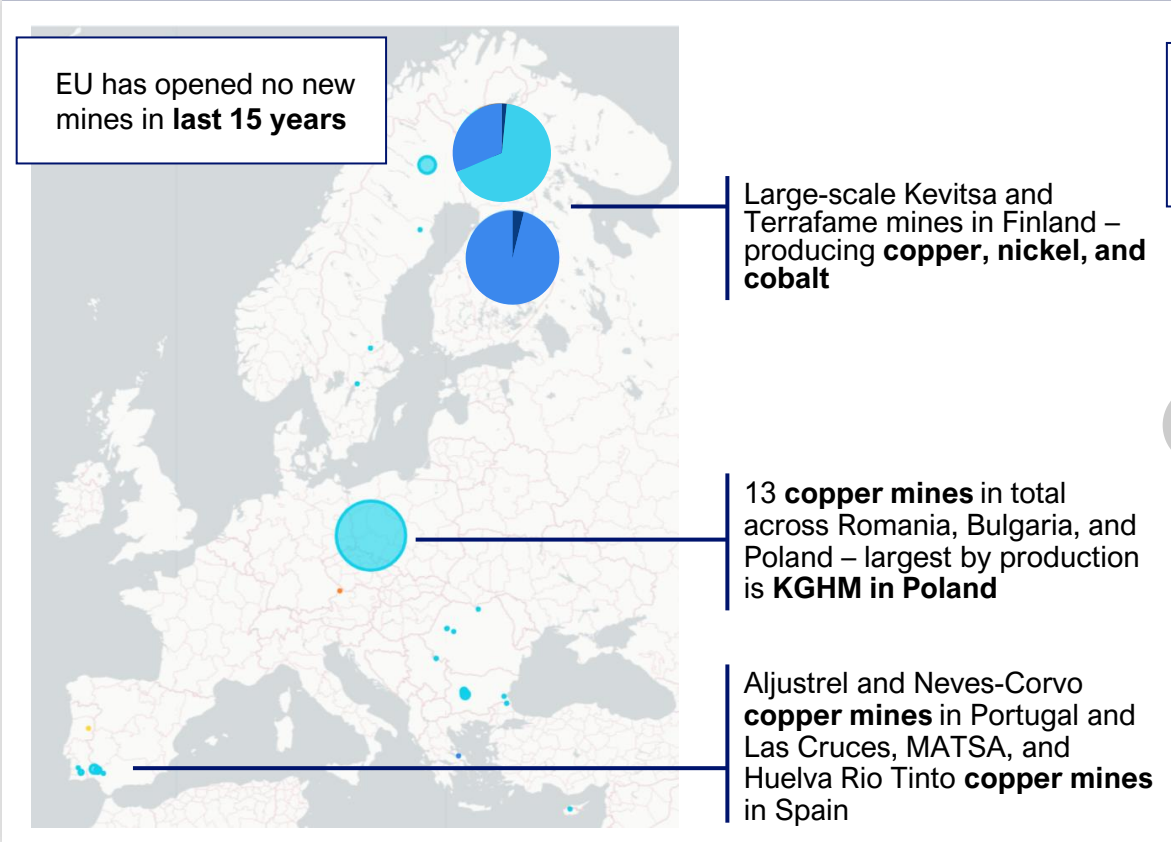 EU has opened no new
mines in last 15 years
Large-scale Kevitsa and
Terrafame mines in Finland –
producing copper, nickel, and
cobalt
13 copper mines in total
across Romania, Bulgaria, and
Poland – largest by production
is KGHM in Poland
Aljustrel and Neves-Corvo
copper mines in Portugal and
Las Cruces, MATSA, and
Huelva Rio Tinto copper mines
in Spain